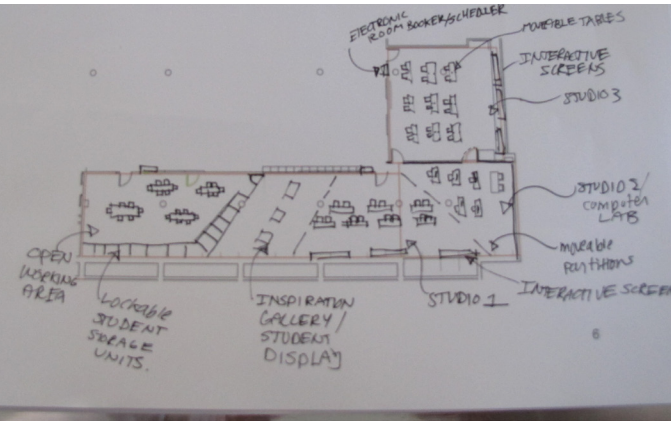 ELECTRONIC
ROOM BOOKER/SCHEDLER
MOVEABLE TABLES
INTERACTIVE
SCREENS
STUDIO 3
STUDIO 2/
COMPUTER
LAB
moveable
partitions
INTERACTIVE SCREEN
STUDIO 1
INSPIRATION
GALLERY/
STUDENT
DISPLAY
Lockable
STUDENT
STORAGE
UNITS.
OPEN
WORKING
AREA
6